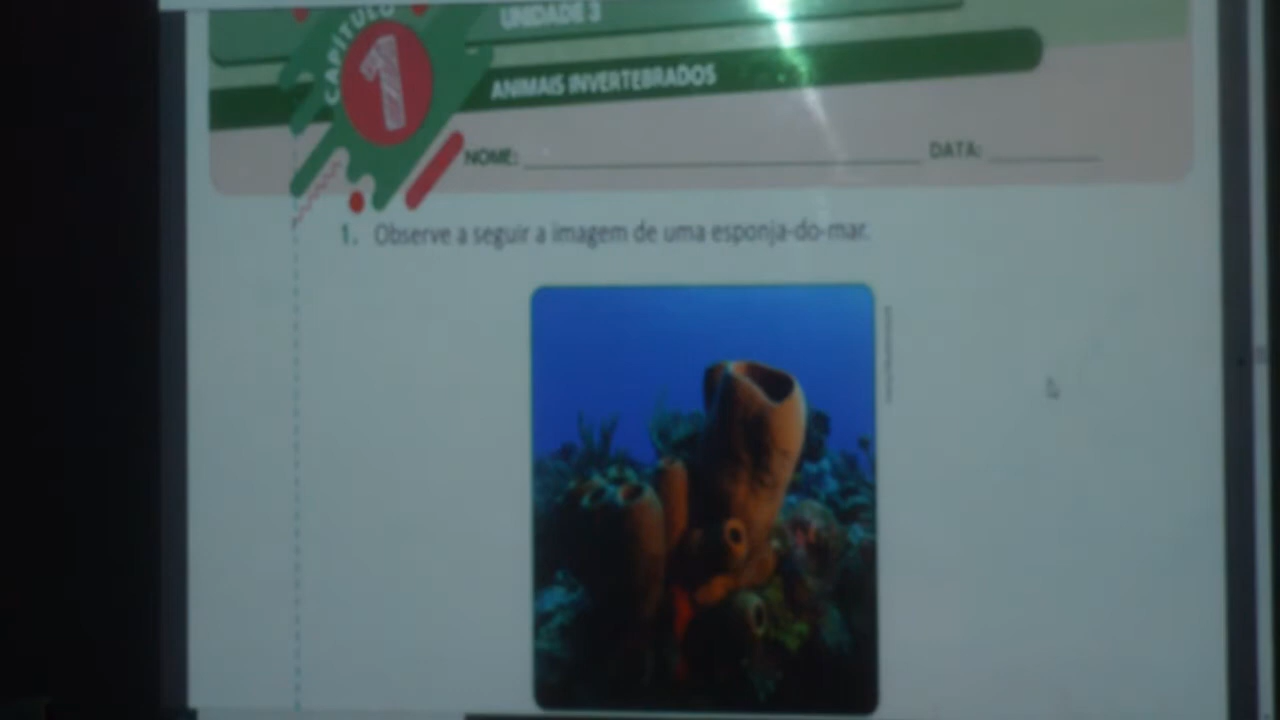 UNIDADE 3
CAPÍTULO
1
ANIMAIS INVERTEBRADOS
NOME: DATA:
1. Observe a seguir a imagem de uma esponja-do-mar.